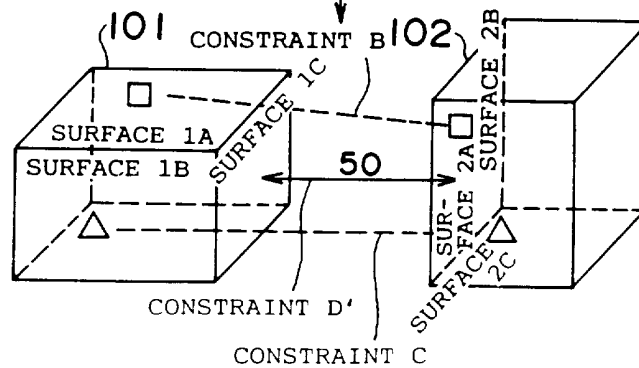 101
CONSTRAINT B
102
SURFACE 2B
SURFACE 1C
SURFACE 1A
SURFACE 1B
50
SUR-
FACE 2A
SURFACE
2C
CONSTRAINT D'
CONSTRAINT C